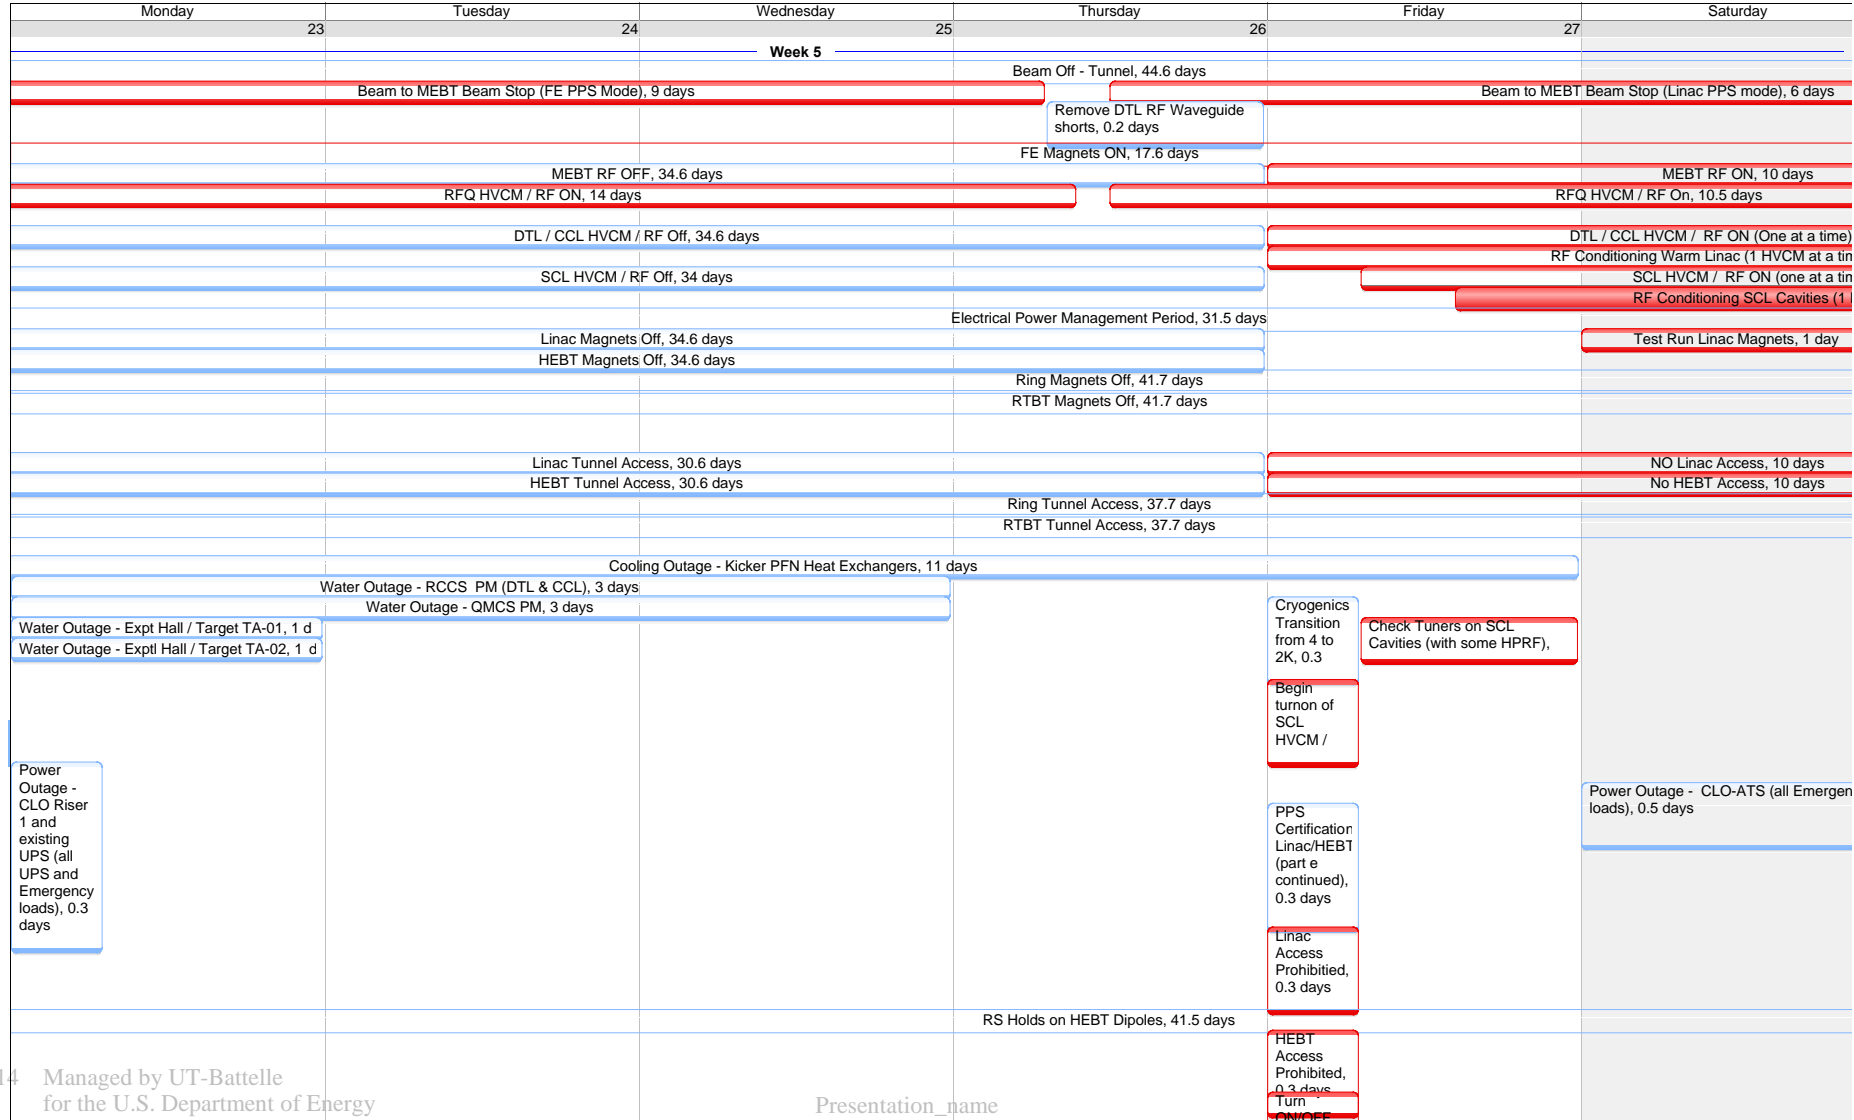 Monday Tuesday Wednesday Thursday Friday Saturday
23 24 25 26 27
Week 5
Beam Off - Tunnel, 44.6 days
Beam to MEBT Beam Stop (FE PPS Mode), 9 days
Beam to MEBT Beam Stop (Linac PPS mode), 6 days
Remove DTL RF Waveguide
shorts, 0.2 days
FE Magnets ON, 17.6 days
MEBT RF OFF, 34.6 days
MEBT RF ON, 10 days
RFQ HVCM / RF ON, 14 days
RFQ HVCM / RF On, 10.5 days
DTL / CCL HVCM / RF Off, 34.6 days
DTL / CCL HVCM / RF ON (One at a time)
RF Conditioning Warm Linac (1 HVCM at a tim
SCL HVCM / RF Off, 34 days
SCL HVCM / RF ON (one at a tim
RF Conditioning SCL Cavities (1
Electrical Power Management Period, 31.5 days
Linac Magnets Off, 34.6 days
Test Run Linac Magnets, 1 day
HEBT Magnets Off, 34.6 days
Ring Magnets Off, 41.7 days
RTBT Magnets Off, 41.7 days
Linac Tunnel Access, 30.6 days
NO Linac Access, 10 days
HEBT Tunnel Access, 30.6 days
No HEBT Access, 10 days
Ring Tunnel Access, 37.7 days
RTBT Tunnel Access, 37.7 days
Cooling Outage - Kicker PFN Heat Exchangers, 11 days
Water Outage - RCCS PM (DTL & CCL), 3 days
Water Outage - QMCS PM, 3 days
Water Outage - Expt Hall / Target TA-01, 1 d
Water Outage - Exptl Hall / Target TA-02, 1 d
Cryogenics
Transition
from 4 to
2K, 0.3
Check Tuners on SCL
Cavities (with some HPRF),
Begin
turnon of
SCL
HVCM /
Power
Outage -
CLO Riser
1 and
existing
UPS (all
UPS and
Emergency
loads), 0.3
days
Power Outage - CLO-ATS (all Emergen
loads), 0.5 days
PPS
Certification
Linac/HEBT
(part e
continued),
0.3 days
Linac
Access
Prohibitied,
0.3 days
RS Holds on HEBT Dipoles, 41.5 days
HEBT
Access
Prohibited,
0.3 days
Turn
ON/OFF
14 Managed by UT-Battelle
for the U.S. Department of Energy
Presentation_name